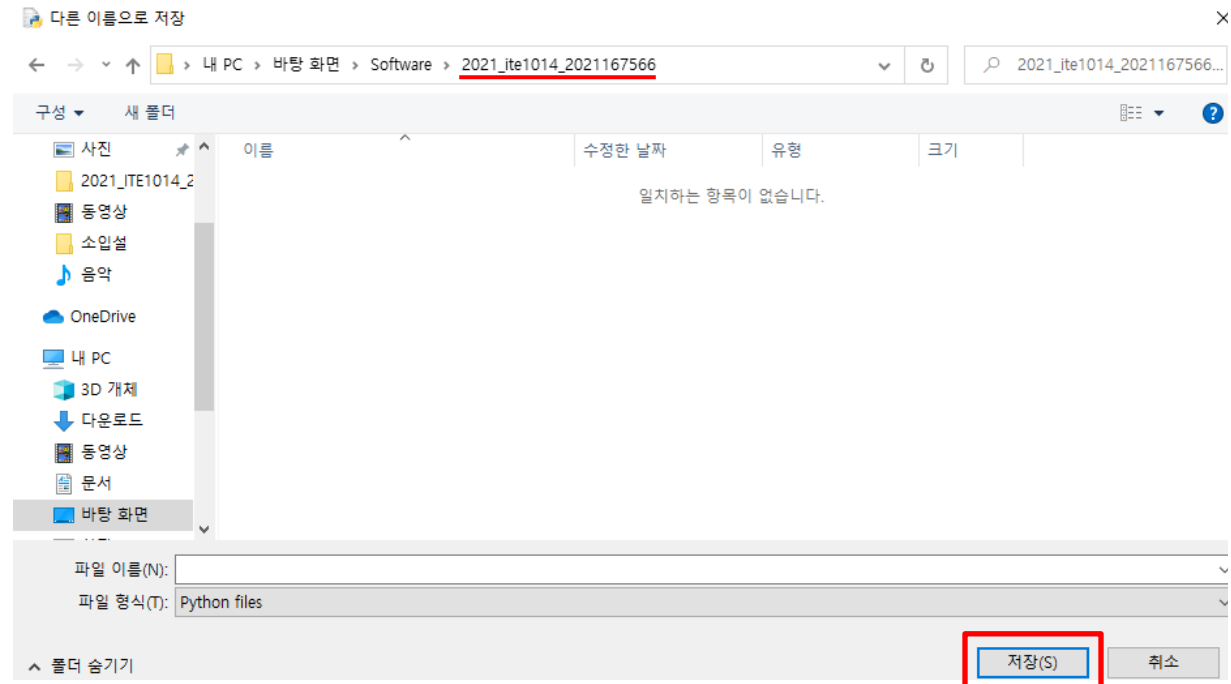 다른 이름으로 저장
내 PC > 바탕 화면 > Software > 2021_ite1014_2021167566
2021_ite1014_2021167566...
구성
새 폴더
사진
이름
수정한 날짜
유형
크기
2021_ITE1014_2
일치하는 항목이 없습니다.
동영상
소입설
음악
OneDrive
내 PC
3D 개체
다운로드
동영상
문서
바탕 화면
파일 이름(N):
파일 형식(T): Python files
폴더 숨기기
저장(S)
취소